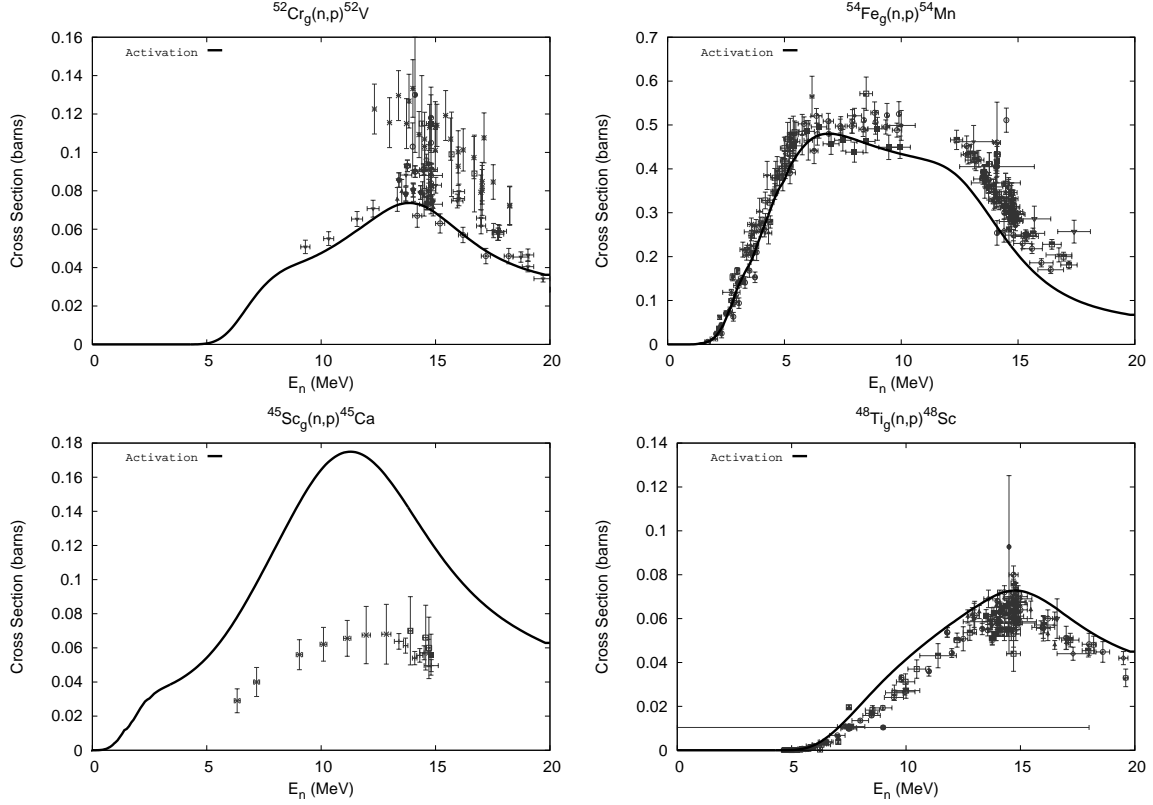 52Crg(n,p)52V
0.16
0.14
0.12
0.1
0.08
0.06
0.04
0.02
0
Cross Section (barns)
Activation
0 5 10 15 20
En (MeV)
54Feg(n,p)54Mn
0.7
0.6
0.5
0.4
0.3
0.2
0.1
0
Cross Section (barns)
Activation
0 5 10 15 20
En (MeV)
45Scg(n,p)45Ca
0.18
0.16
0.14
0.12
0.1
0.08
0.06
0.04
0.02
0
Cross Section (barns)
Activation
0 5 10 15 20
En (MeV)
48Tig(n,p)48Sc
0.14
0.12
0.1
0.08
0.06
0.04
0.02
0
Cross Section (barns)
Activation
0 5 10 15 20
En (MeV)